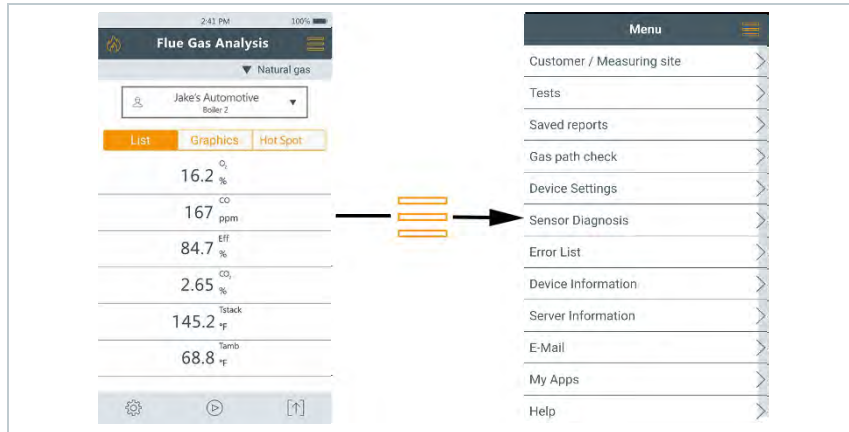 2:41 PM 100%
Flue Gas Analysis
▼ Natural gas
Jake's Automotive ▼
Boiler 2
List Graphics Hot Spot
16.2 O₂ %
167 CO ppm
84.7 Eff %
2.65 CO₂ %
145.2 Tstack °F
68.8 Tamb °F
Menu
Customer / Measuring site
Tests
Saved reports
Gas path check
Device Settings
Sensor Diagnosis
Error List
Device Information
Server Information
E-Mail
My Apps
Help